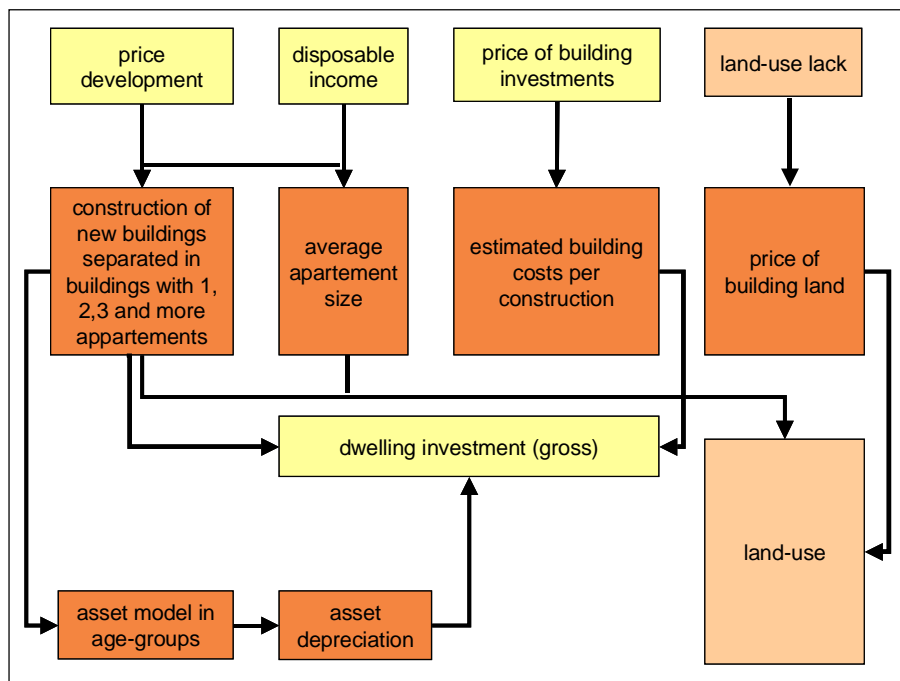 price
development
disposable
income
price of building
investments
land-use lack
construction of
new buildings
separated in
buildings with 1,
2,3 and more
appartements
average
apartement
size
estimated building
costs per
construction
price of
building land
dwelling investment (gross)
land-use
asset model in
age-groups
asset
depreciation